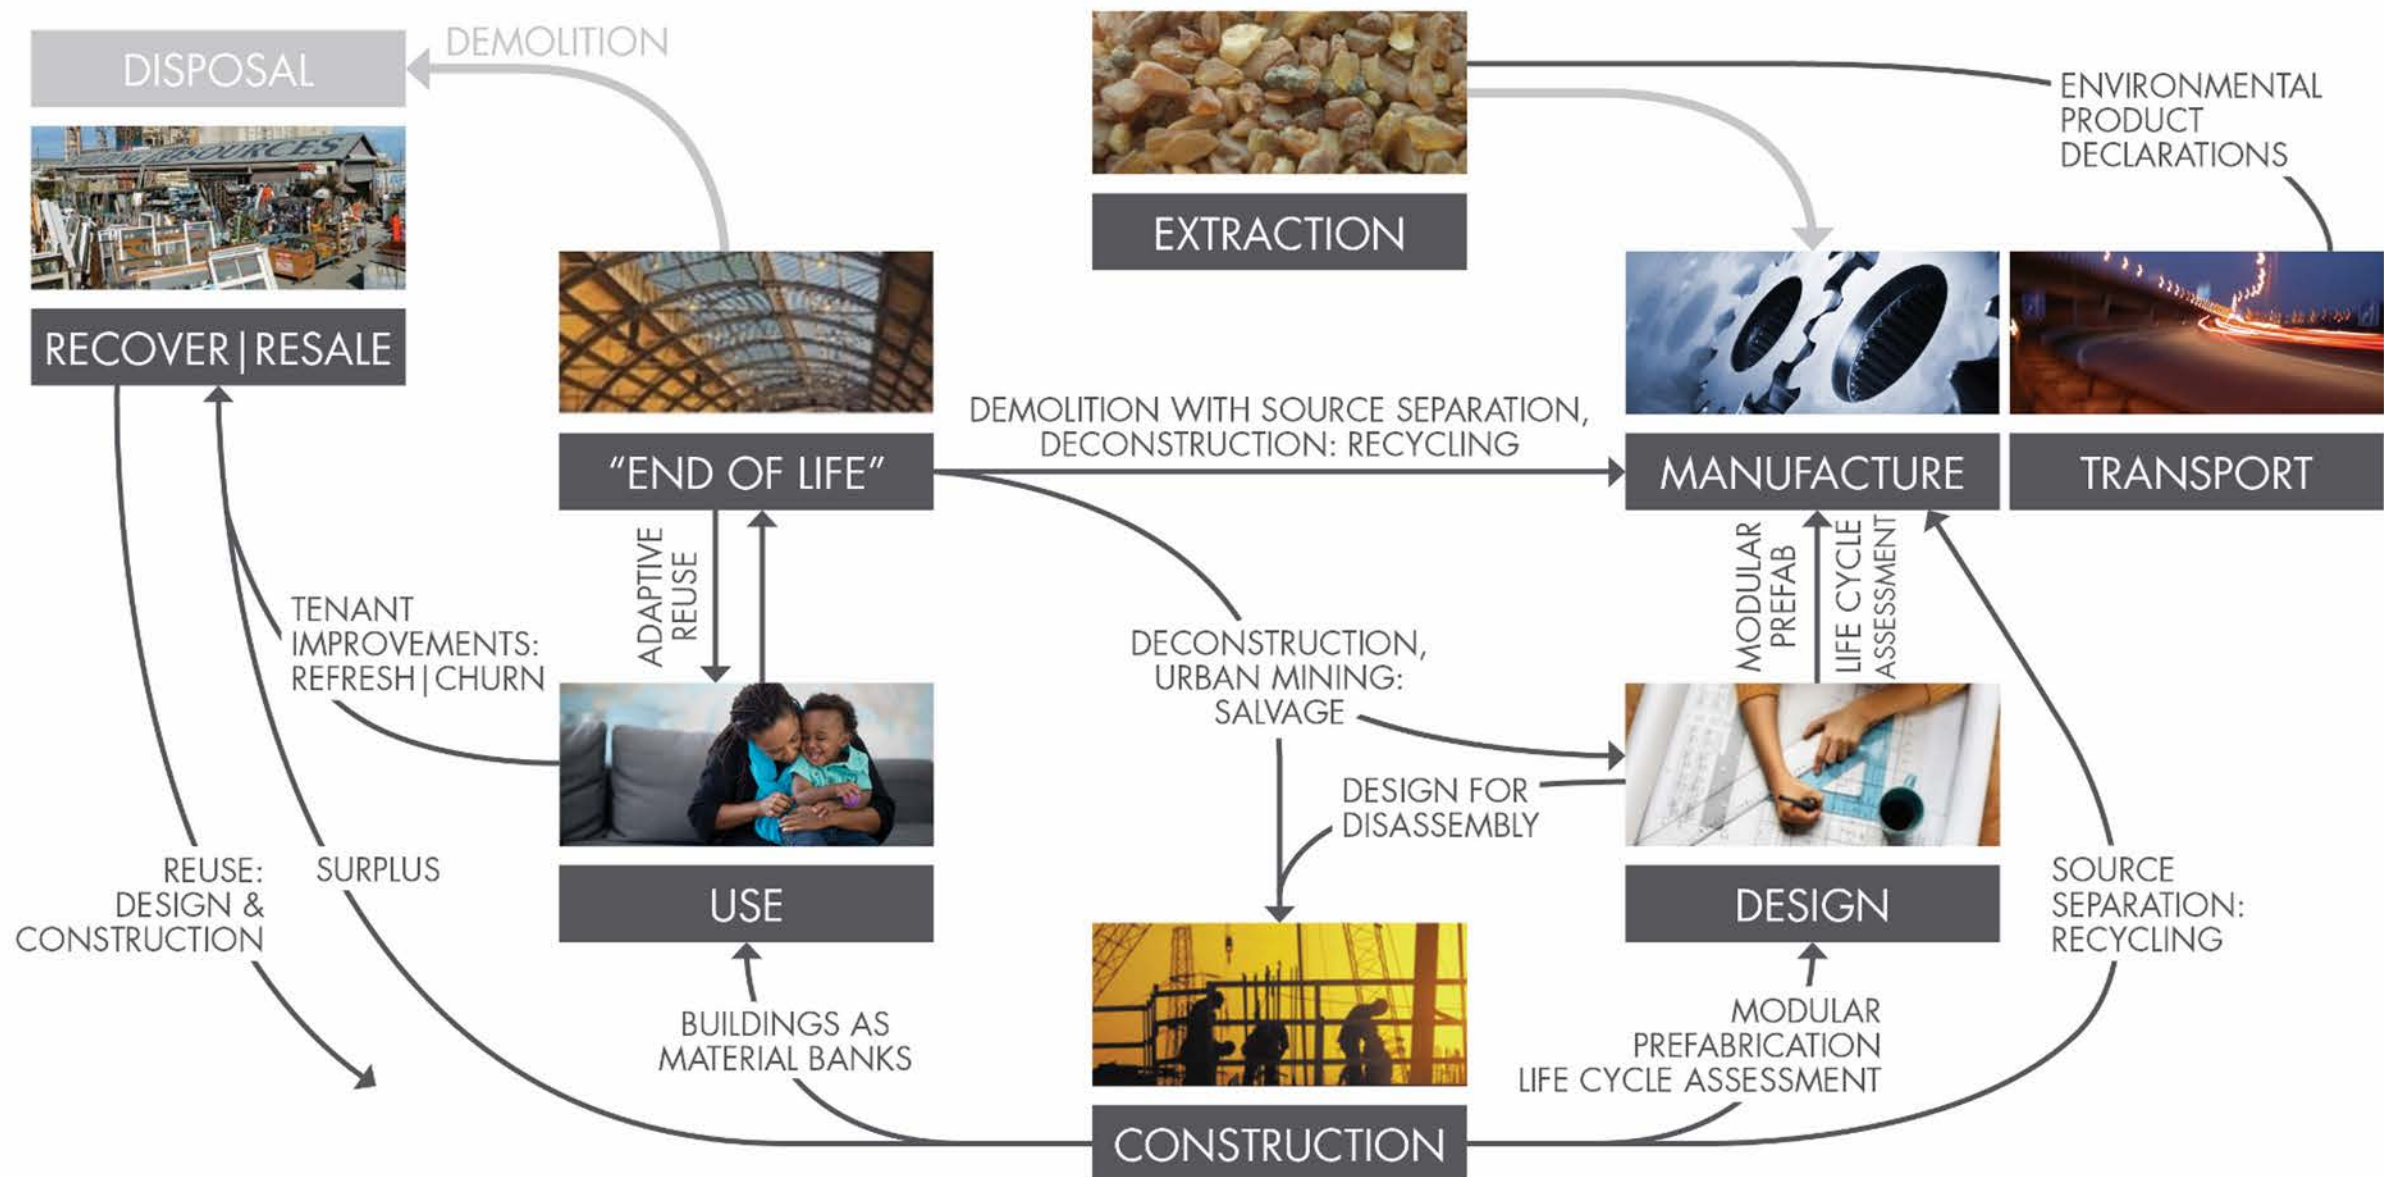 DISPOSAL
DEMOLITION
ENVIRONMENTAL
PRODUCT
DECLARATIONS
RESOURCES
EXTRACTION
RECOVER|RESALE
DEMOLITION WITH SOURCE SEPARATION,
DECONSTRUCTION: RECYCLING
"END OF LIFE"
MANUFACTURE
TRANSPORT
ADAPTIVE
REUSE
MODULAR
PREFAB
LIFE CYCLE
ASSESSMENT
TENANT
IMPROVEMENTS:
REFRESH|CHURN
DECONSTRUCTION,
URBAN MINING:
SALVAGE
DESIGN FOR
DISASSEMBLY
REUSE:
DESIGN &
CONSTRUCTION
SURPLUS
USE
DESIGN
SOURCE
SEPARATION:
RECYCLING
BUILDINGS AS
MATERIAL BANKS
MODULAR
PREFABRICATION
LIFE CYCLE ASSESSMENT
CONSTRUCTION